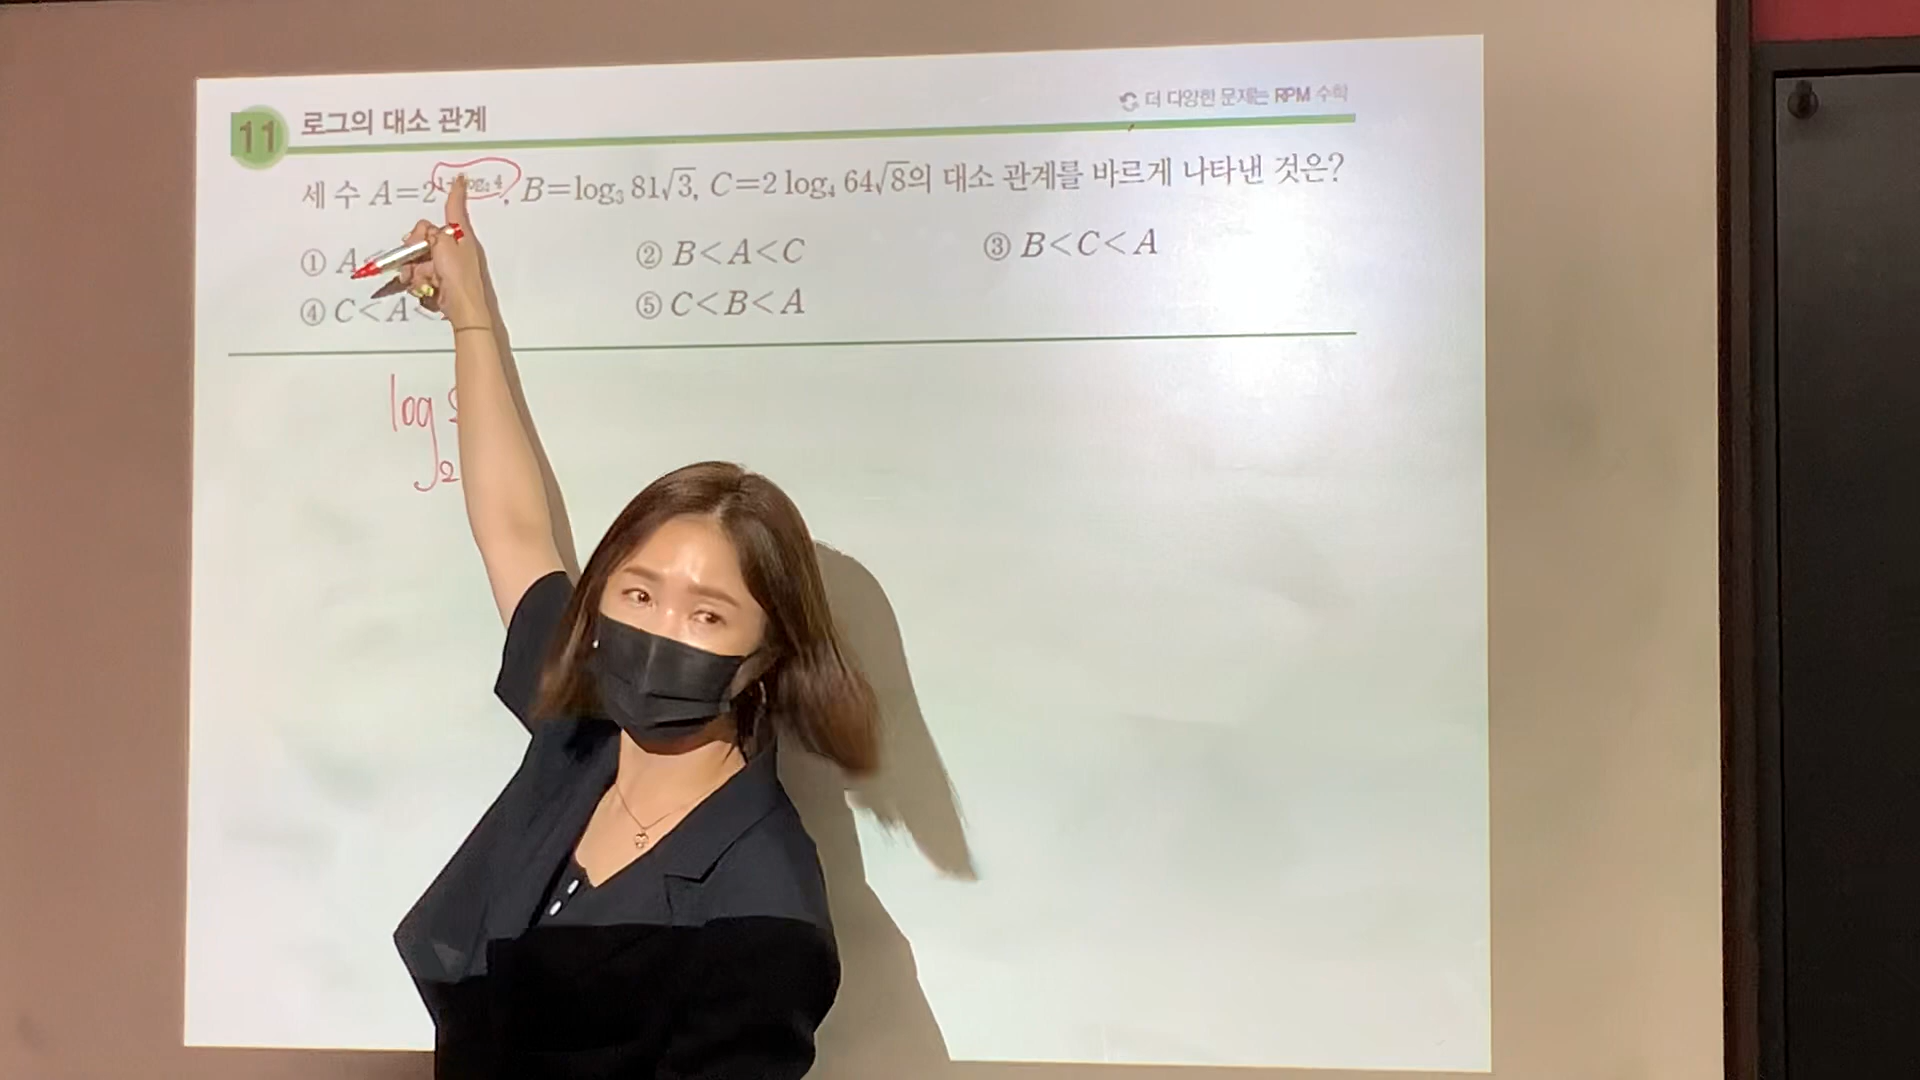 11 로그의 대소 관계
더 다양한 문제는 RPM 수학
세 수 A=2, B=log₃ 81√3, C=2 log₄ 64√8의 대소 관계를 바르게 나타낸 것은?
① A< ② B<A<C ③ B<C<A
④ C<A< ⑤ C<B<A
log
2